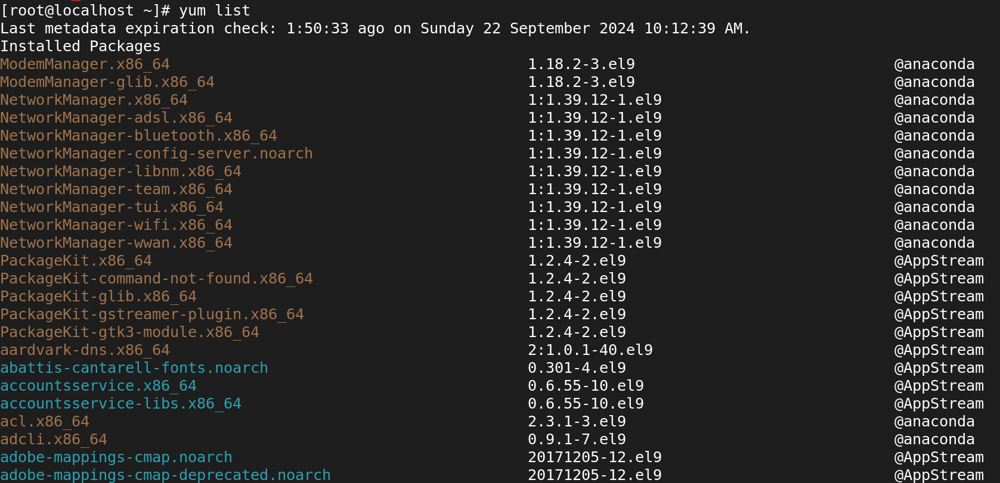 [root@localhost ~]# yum list
Last metadata expiration check: 1:50:33 ago on Sunday 22 September 2024 10:12:39 AM.
Installed Packages
ModemManager.x86_64 1.18.2-3.el9 @anaconda
ModemManager-glib.x86_64 1.18.2-3.el9 @anaconda
NetworkManager.x86_64 1:1.39.12-1.el9 @anaconda
NetworkManager-adsl.x86_64 1:1.39.12-1.el9 @anaconda
NetworkManager-bluetooth.x86_64 1:1.39.12-1.el9 @anaconda
NetworkManager-config-server.noarch 1:1.39.12-1.el9 @anaconda
NetworkManager-libnm.x86_64 1:1.39.12-1.el9 @anaconda
NetworkManager-team.x86_64 1:1.39.12-1.el9 @anaconda
NetworkManager-tui.x86_64 1:1.39.12-1.el9 @anaconda
NetworkManager-wifi.x86_64 1:1.39.12-1.el9 @anaconda
NetworkManager-wwan.x86_64 1:1.39.12-1.el9 @anaconda
PackageKit.x86_64 1.2.4-2.el9 @AppStream
PackageKit-command-not-found.x86_64 1.2.4-2.el9 @AppStream
PackageKit-glib.x86_64 1.2.4-2.el9 @AppStream
PackageKit-gstreamer-plugin.x86_64 1.2.4-2.el9 @AppStream
PackageKit-gtk3-module.x86_64 1.2.4-2.el9 @AppStream
aardvark-dns.x86_64 2:1.0.1-40.el9 @AppStream
abattis-cantarell-fonts.noarch 0.301-4.el9 @AppStream
accountsservice.x86_64 0.6.55-10.el9 @AppStream
accountsservice-libs.x86_64 0.6.55-10.el9 @AppStream
acl.x86_64 2.3.1-3.el9 @anaconda
adcli.x86_64 0.9.1-7.el9 @anaconda
adobe-mappings-cmap.noarch 20171205-12.el9 @AppStream
adobe-mappings-cmap-deprecated.noarch 20171205-12.el9 @AppStream